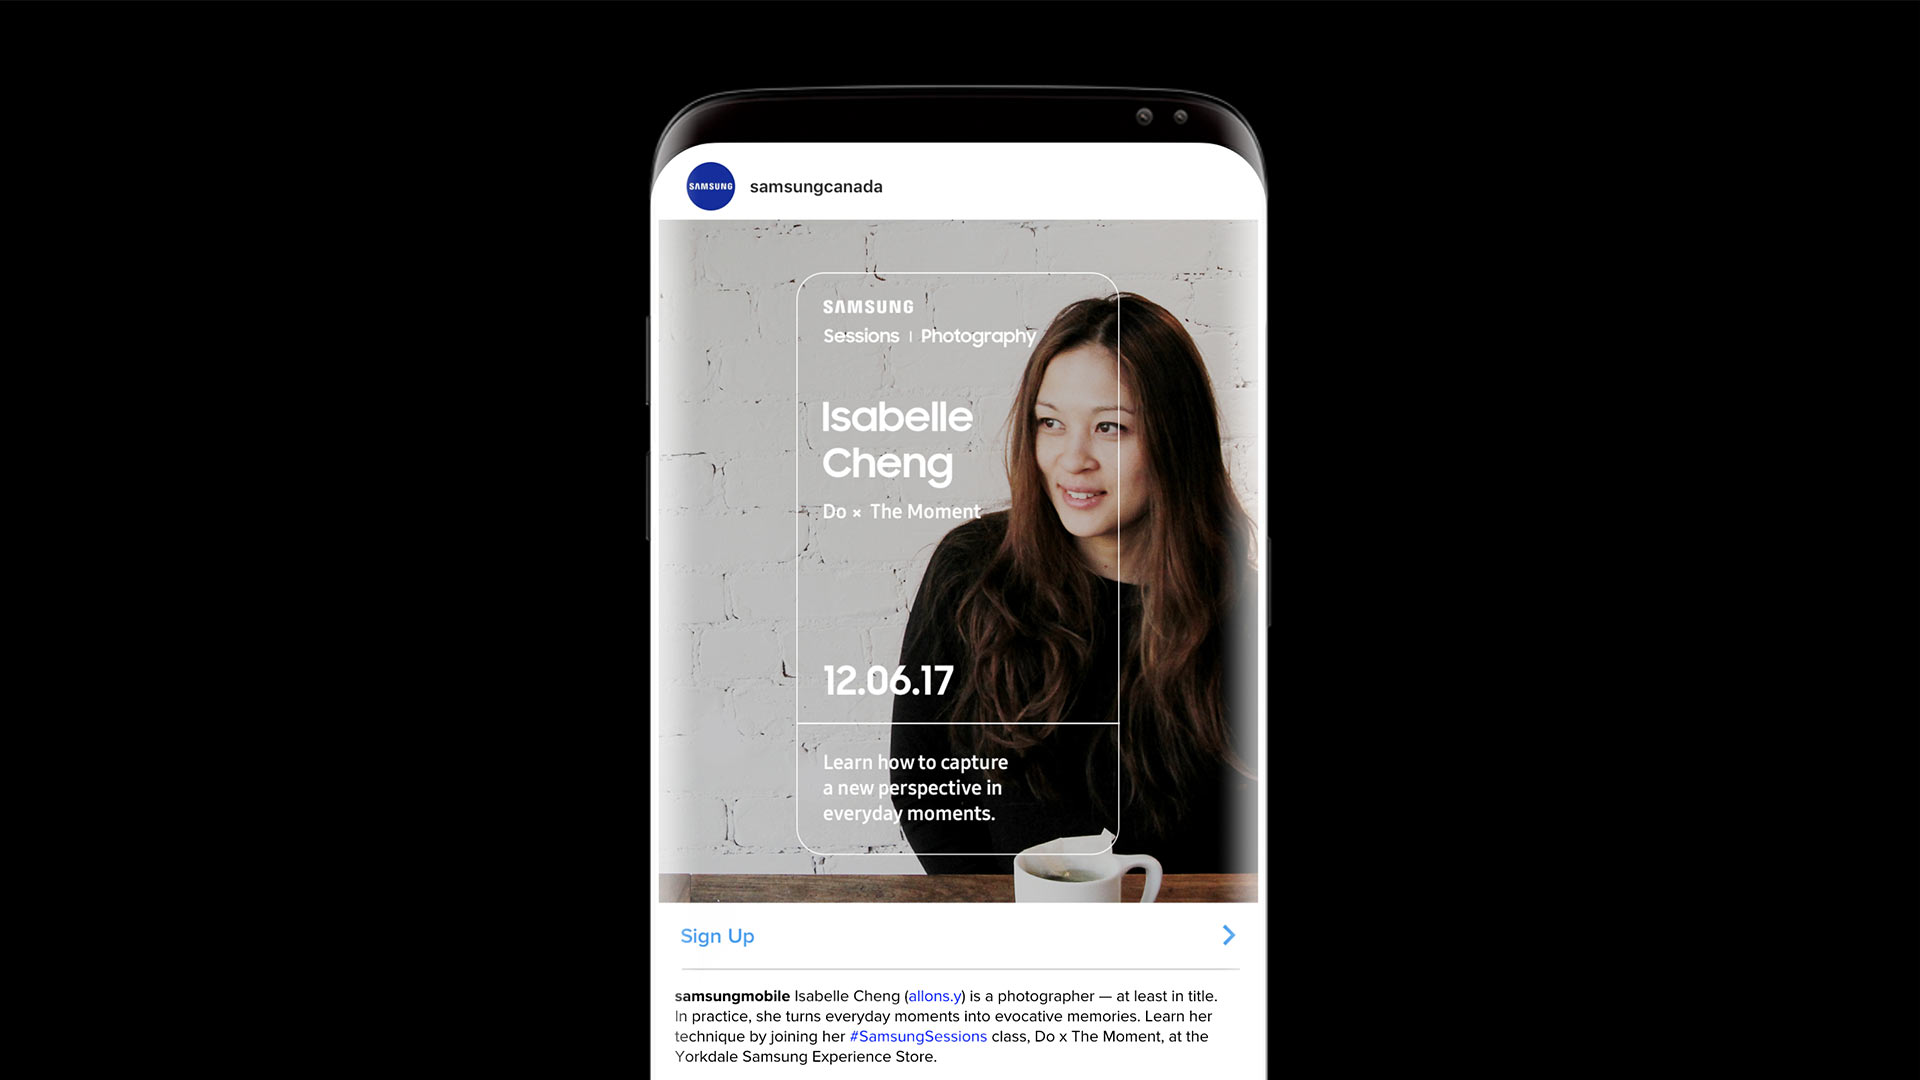 SAMSUNG
samsungcanada
SAMSUNG
Sessions | Photography
Isabelle
Cheng
Do × The Moment
12.06.17
Learn how to capture
a new perspective in
everyday moments.
Sign Up
samsungmobile Isabelle Cheng (allons.y) is a photographer — at least in title.
In practice, she turns everyday moments into evocative memories. Learn her
technique by joining her #SamsungSessions class, Do x The Moment, at the
Yorkdale Samsung Experience Store.